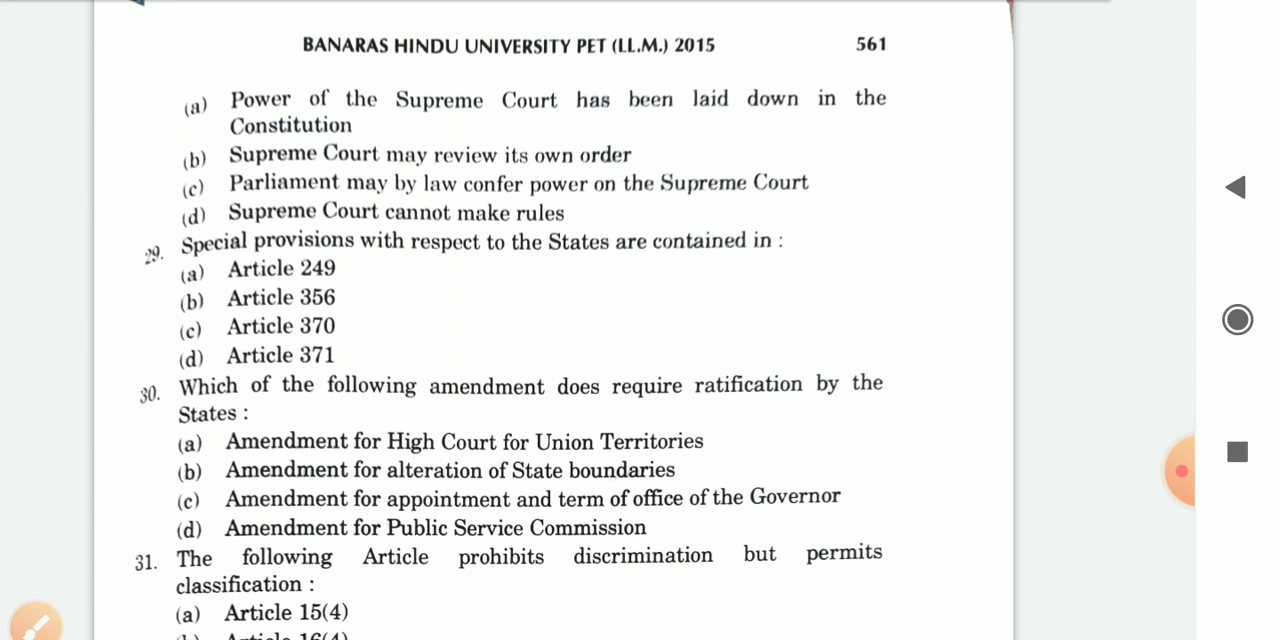 BANARAS HINDU UNIVERSITY PET (LL.M.) 2015 561
(a) Power of the Supreme Court has been laid down in the
Constitution
(b) Supreme Court may review its own order
(c) Parliament may by law confer power on the Supreme Court
(d) Supreme Court cannot make rules
29. Special provisions with respect to the States are contained in :
(a) Article 249
(b) Article 356
(c) Article 370
(d) Article 371
30. Which of the following amendment does require ratification by the
States :
(a) Amendment for High Court for Union Territories
(b) Amendment for alteration of State boundaries
(c) Amendment for appointment and term of office of the Governor
(d) Amendment for Public Service Commission
31. The following Article prohibits discrimination but permits
classification :
(a) Article 15(4)
(b) Article 16(4)